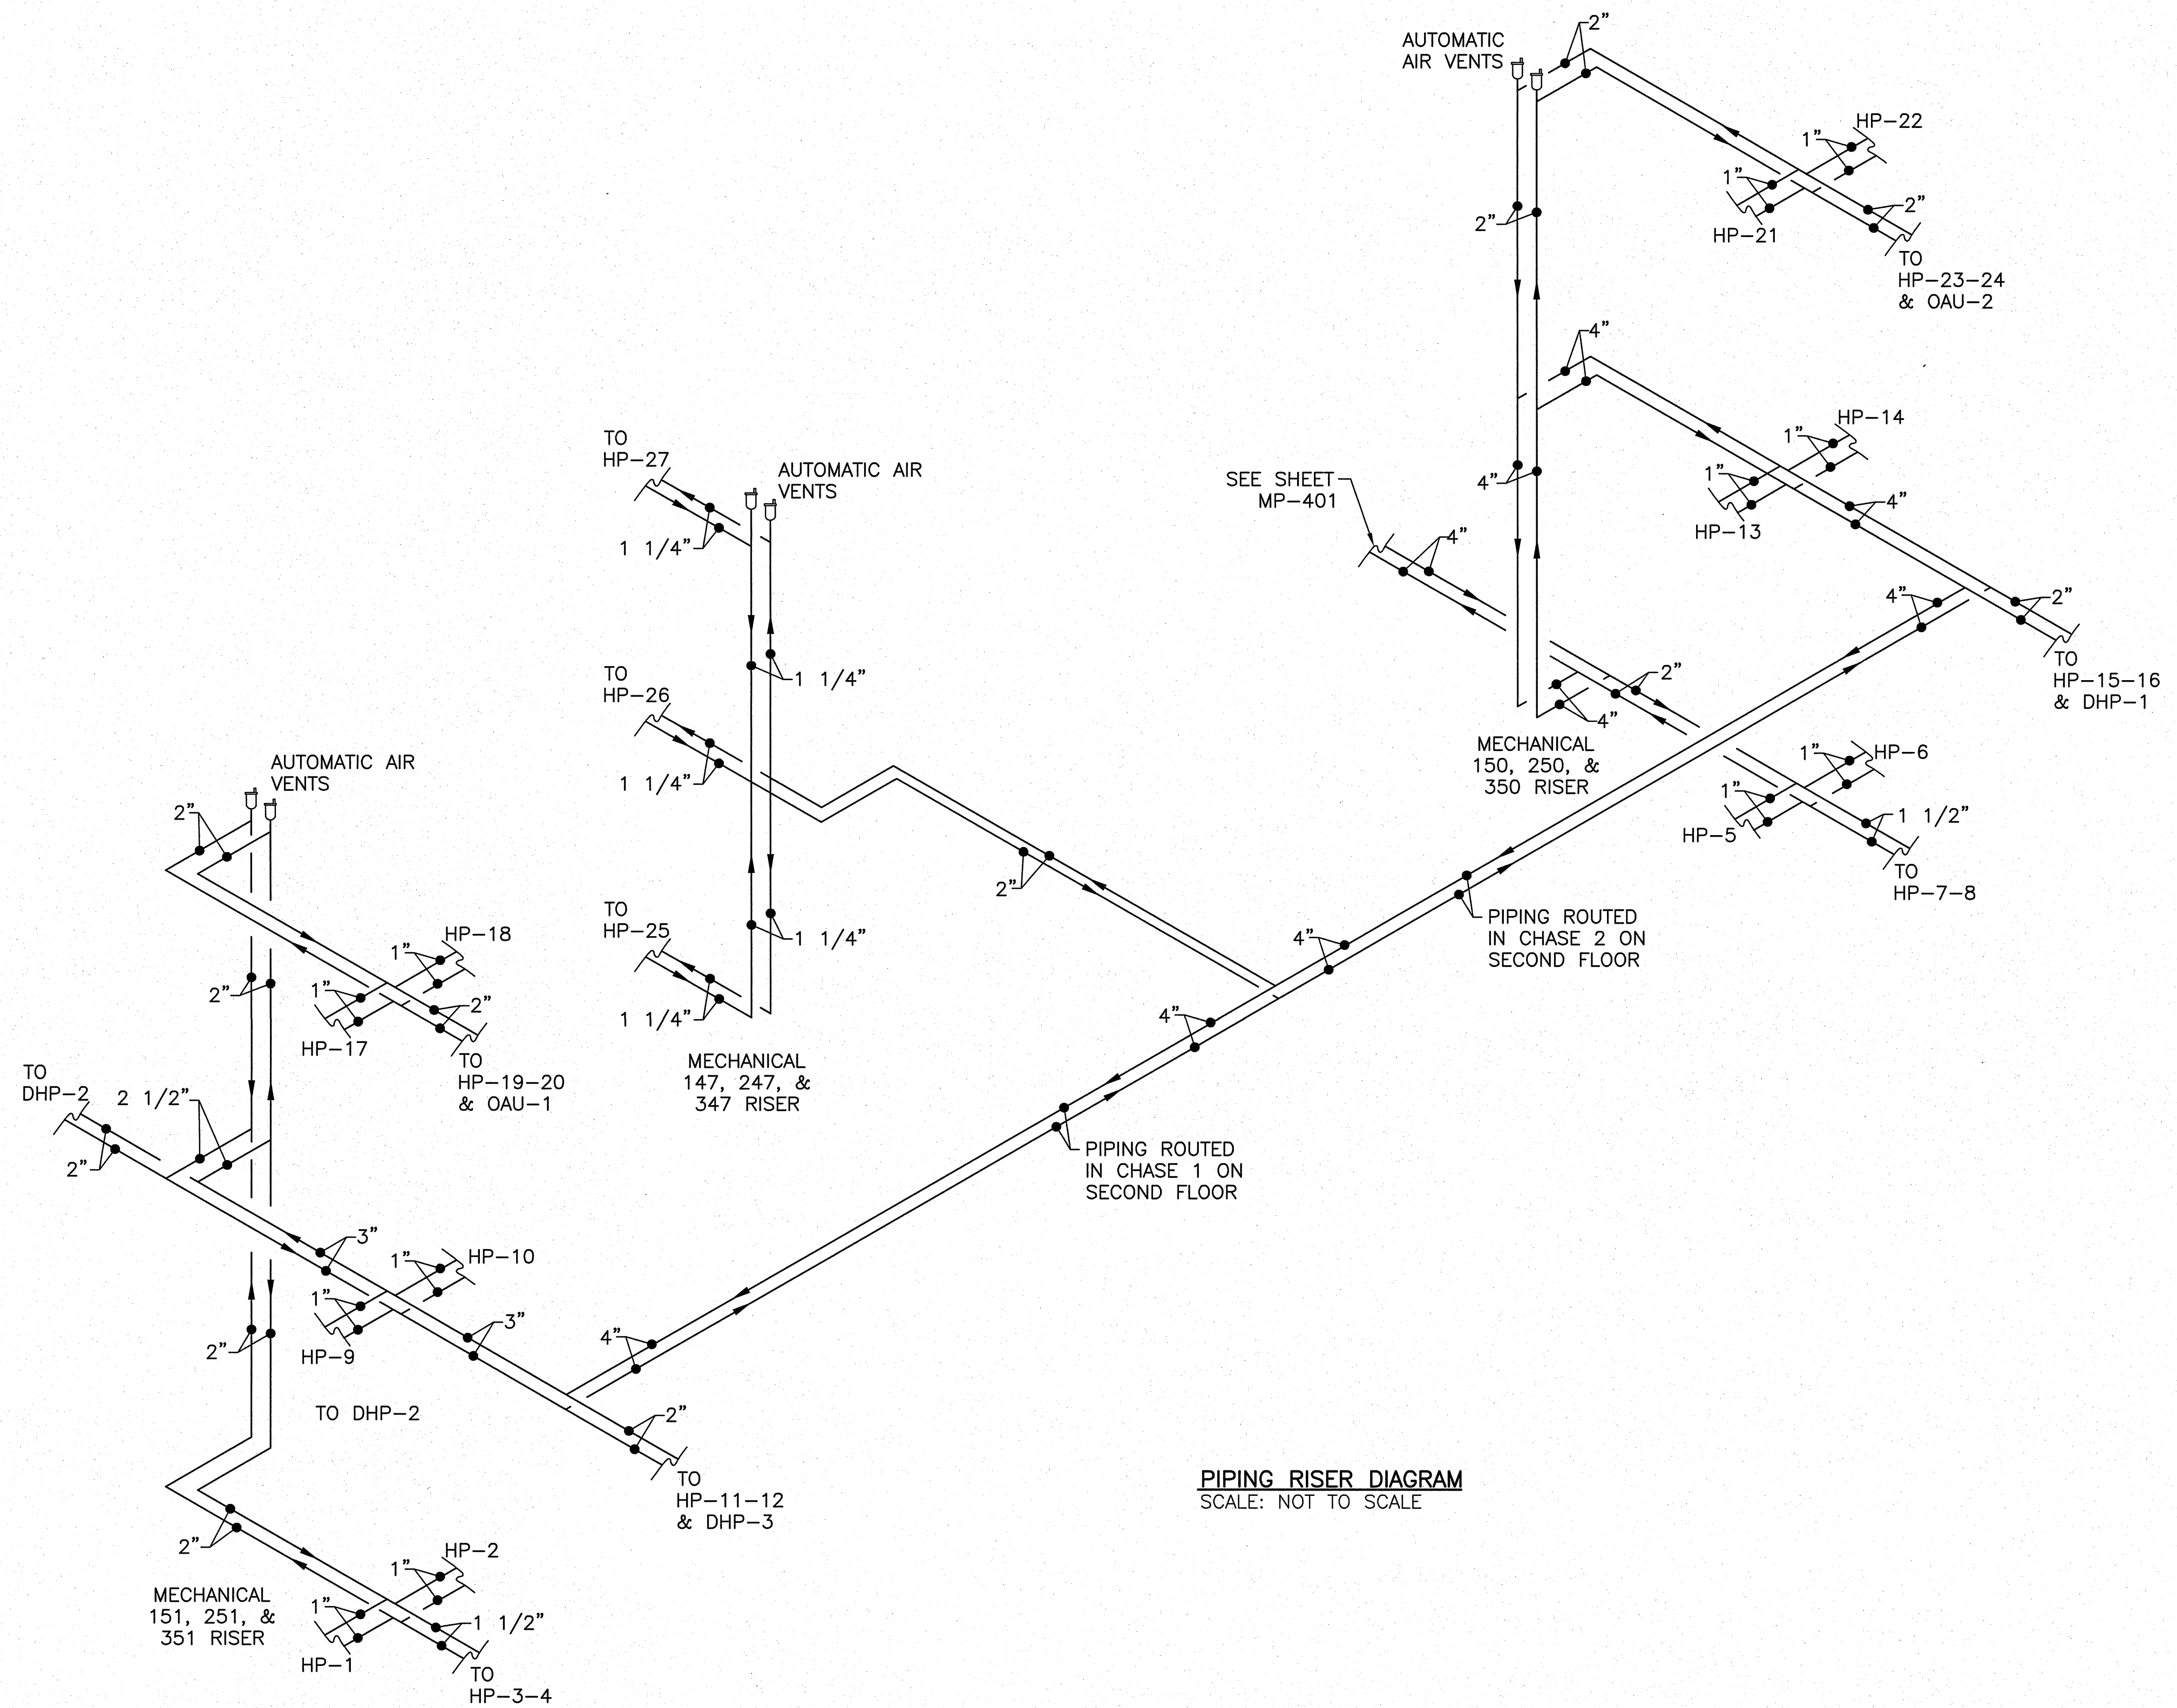 AUTOMATIC
AIR VENTS
2”
HP–22
1”
1”
2”
HP–21
2”
TO
HP–23–24
& OAU–2
4”
HP–14
1”
1”
4”
4”
HP–13
SEE SHEET
MP–401
4”
4”
2”
TO
HP–15–16
& DHP–1
2”
4”
MECHANICAL
150, 250, &
350 RISER
1”
HP–6
1”
1 1/2”
HP–5
TO
HP–7–8
TO
HP–27
AUTOMATIC AIR
VENTS
1 1/4”
1 1/4”
TO
HP–26
1 1/4”
2”
TO
HP–25
1 1/4”
1 1/4”
MECHANICAL
147, 247, &
347 RISER
PIPING ROUTED
IN CHASE 2 ON
SECOND FLOOR
4”
4”
PIPING ROUTED
IN CHASE 1 ON
SECOND FLOOR
AUTOMATIC AIR
VENTS
2”
HP–18
1”
1”
2”
2”
HP–17
TO
HP–19–20
& OAU–1
TO
DHP–2
2 1/2”
2”
3”
HP–10
1”
1”
3”
2”
HP–9
4”
TO DHP–2
2”
TO
HP–11–12
& DHP–3
2”
HP–2
1”
1”
1 1/2”
MECHANICAL
151, 251, &
351 RISER
HP–1
TO
HP–3–4
PIPING RISER DIAGRAM
SCALE: NOT TO SCALE